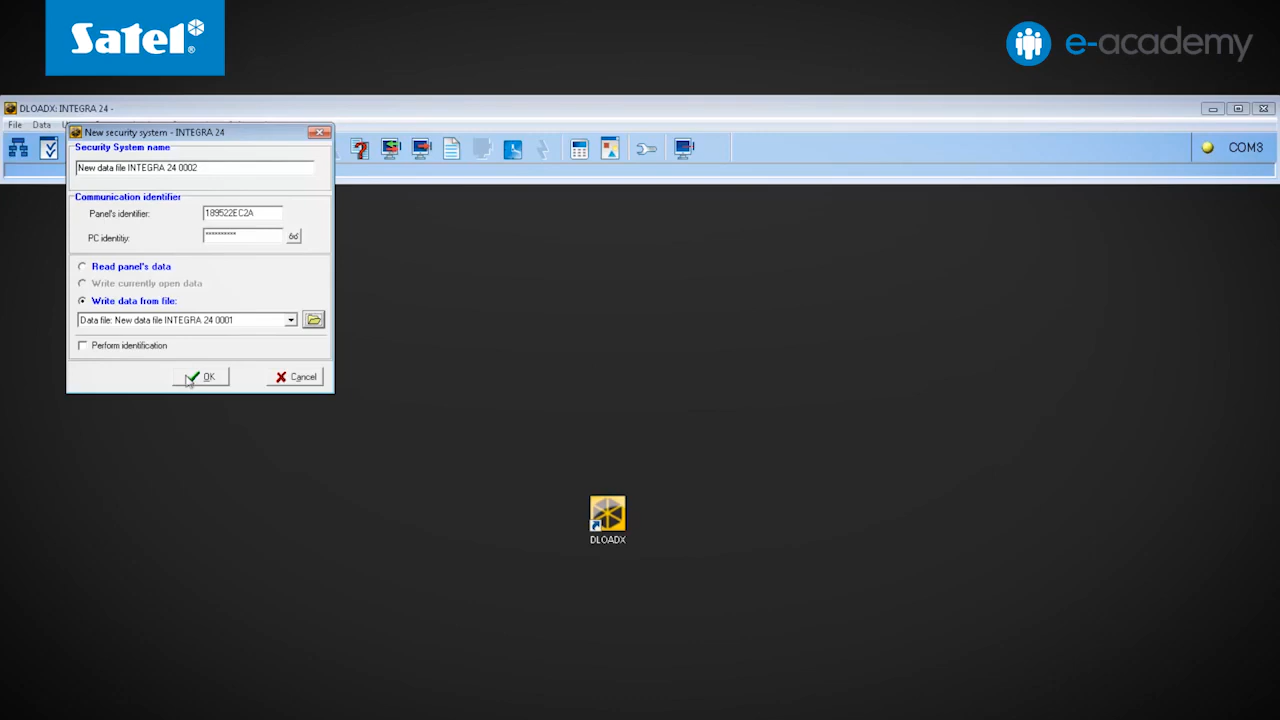 Satel®
e-academy
DLOADX: INTEGRA 24 -
File Data
COM3
New security system - INTEGRA 24
Security System name
New data file INTEGRA 24 0002
Communication identifier
Panel's identifier: 189522EC2A
PC identitiy: **********
Read panel's data
Write currently open data
Write data from file:
Data file: New data file INTEGRA 24 0001
Perform identification
OK Cancel
DLOADX